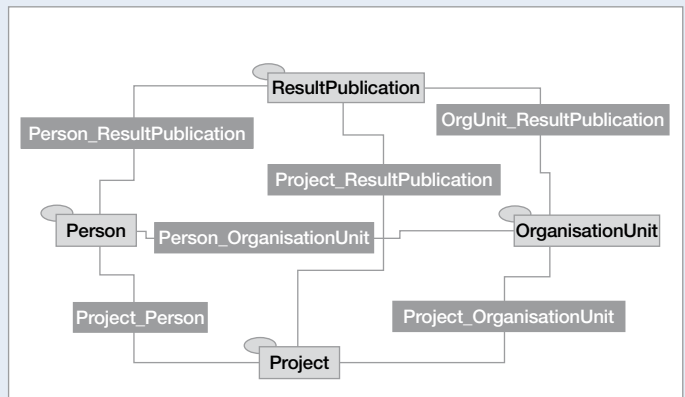 ResultPublication
Person_ResultPublication
OrgUnit_ResultPublication
Project_ResultPublication
Person
Person_OrganisationUnit
OrganisationUnit
Project_Person
Project_OrganisationUnit
Project